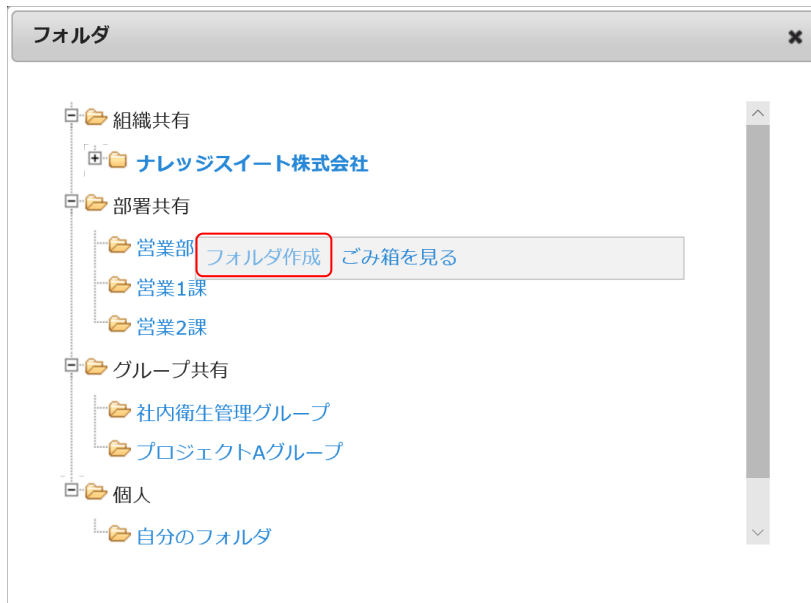 フォルダ
組織共有
ナレッジスイート株式会社
部署共有
営業部
フォルダ作成 ごみ箱を見る
営業1課
営業2課
グループ共有
社内衛生管理グループ
プロジェクトAグループ
個人
自分のフォルダ